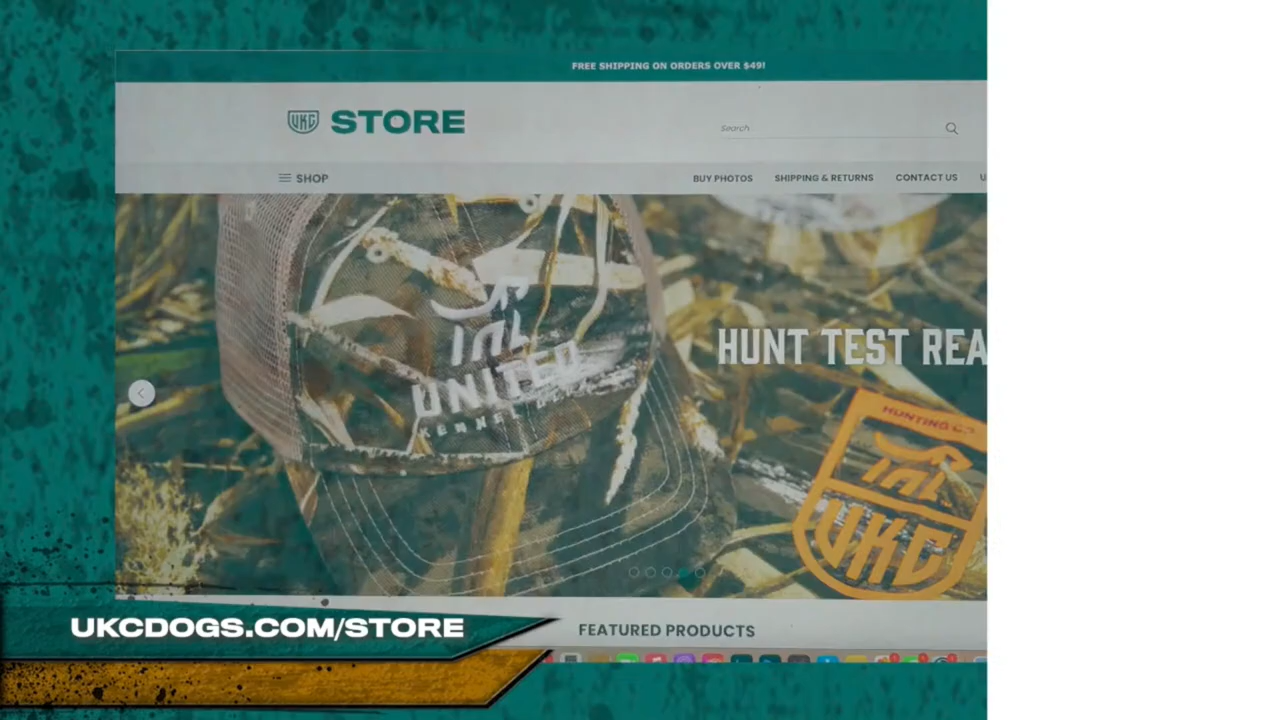 FREE SHIPPING ON ORDERS OVER $49!
UKC STORE
Search
SHOP
BUY PHOTOS
SHIPPING & RETURNS
CONTACT US
U
HUNT TEST REA
UNITED
KENNEL
HUNTING
UKC
UKCDOGS.COM/STORE
FEATURED PRODUCTS